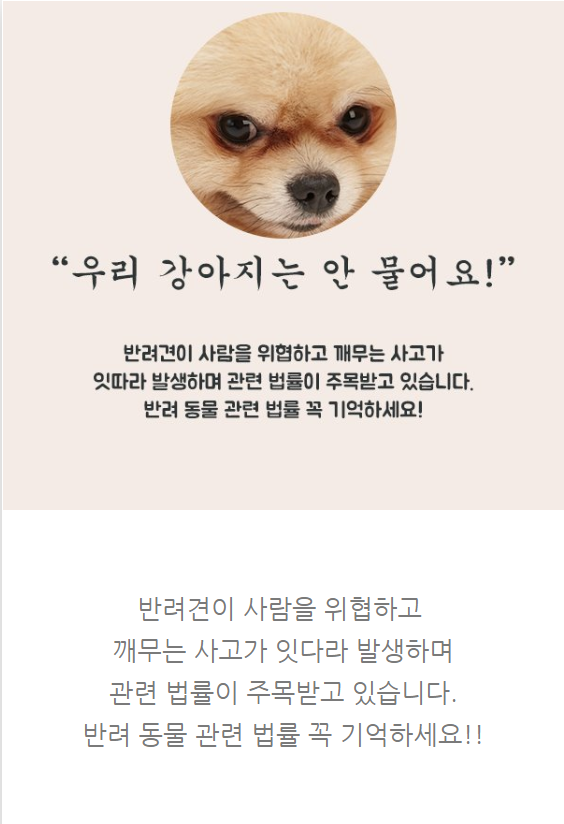 “우리 강아지는 안 물어요!”
반려견이 사람을 위협하고 깨무는 사고가
잇따라 발생하며 관련 법률이 주목받고 있습니다.
반려 동물 관련 법률 꼭 기억하세요!
반려견이 사람을 위협하고
깨무는 사고가 잇다라 발생하며
관련 법률이 주목받고 있습니다.
반려 동물 관련 법률 꼭 기억하세요!!